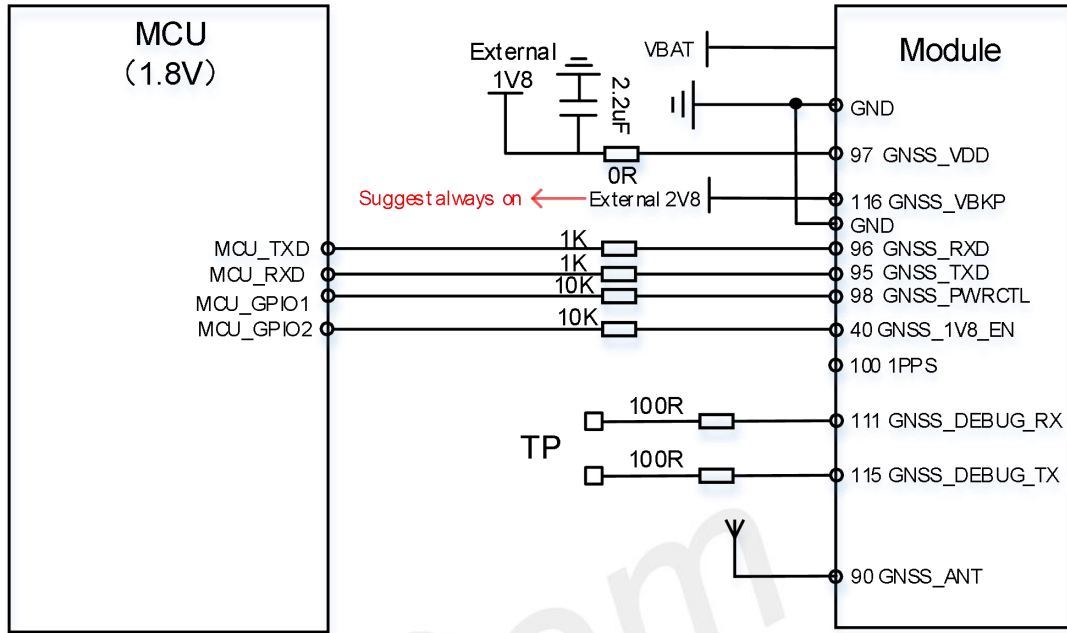 MCU
（1.8V）
External
1V8
2.2uF
0R
VBAT
Module
GND
97 GNSS_VDD
Suggest always on
External 2V8
116 GNSS_VBKP
GND
MCU_TXD
1K
96 GNSS_RXD
MCU_RXD
1K
95 GNSS_TXD
MCU_GPIO1
10K
98 GNSS_PWRCTL
MCU_GPIO2
10K
40 GNSS_1V8_EN
100 1PPS
TP
100R
111 GNSS_DEBUG_RX
100R
115 GNSS_DEBUG_TX
90 GNSS_ANT